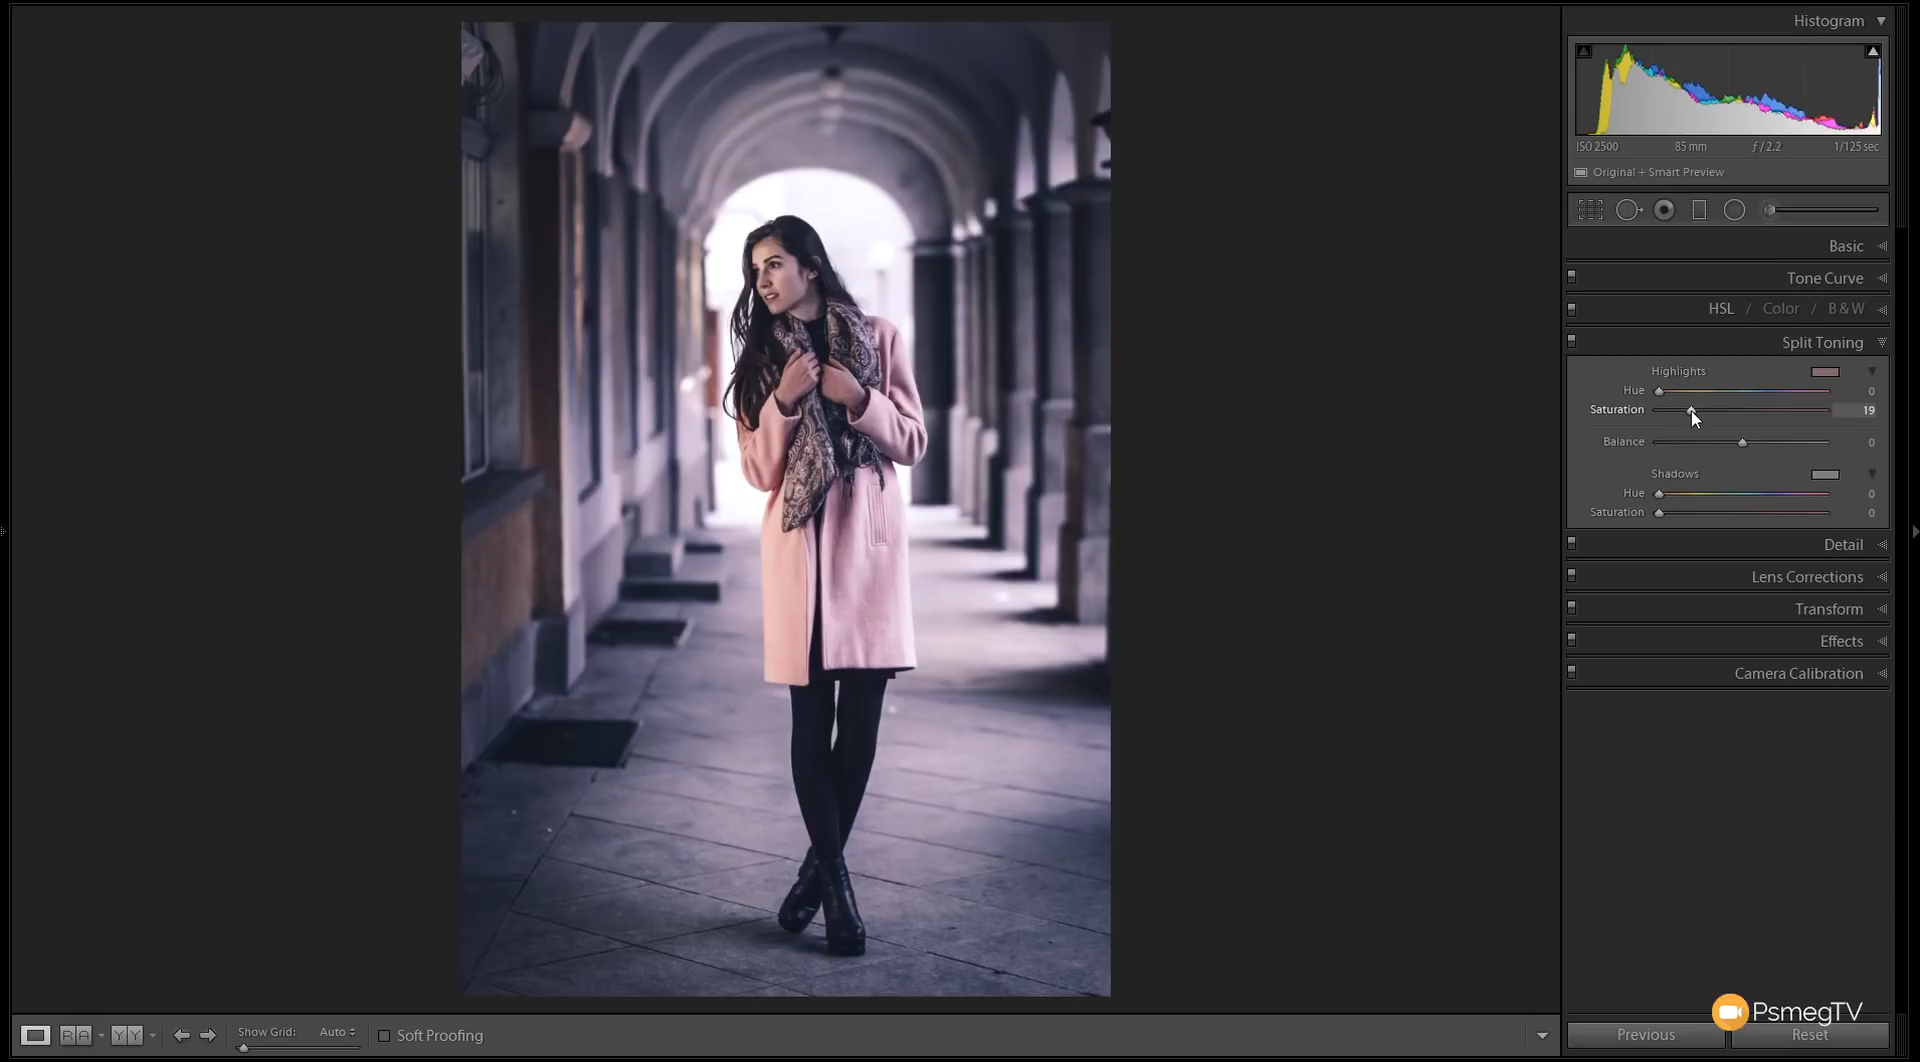 Histogram
ISO 2500 85 mm ƒ / 2.2 1/125 sec
Original + Smart Preview
Basic
Tone Curve
HSL / Color / B & W
Split Toning
Highlights
Hue 0
Saturation 19
Balance 0
Shadows
Hue 0
Saturation 0
Detail
Lens Corrections
Transform
Effects
Camera Calibration
PsmegTV
R A Y Y Show Grid: Auto Soft Proofing
Previous Reset